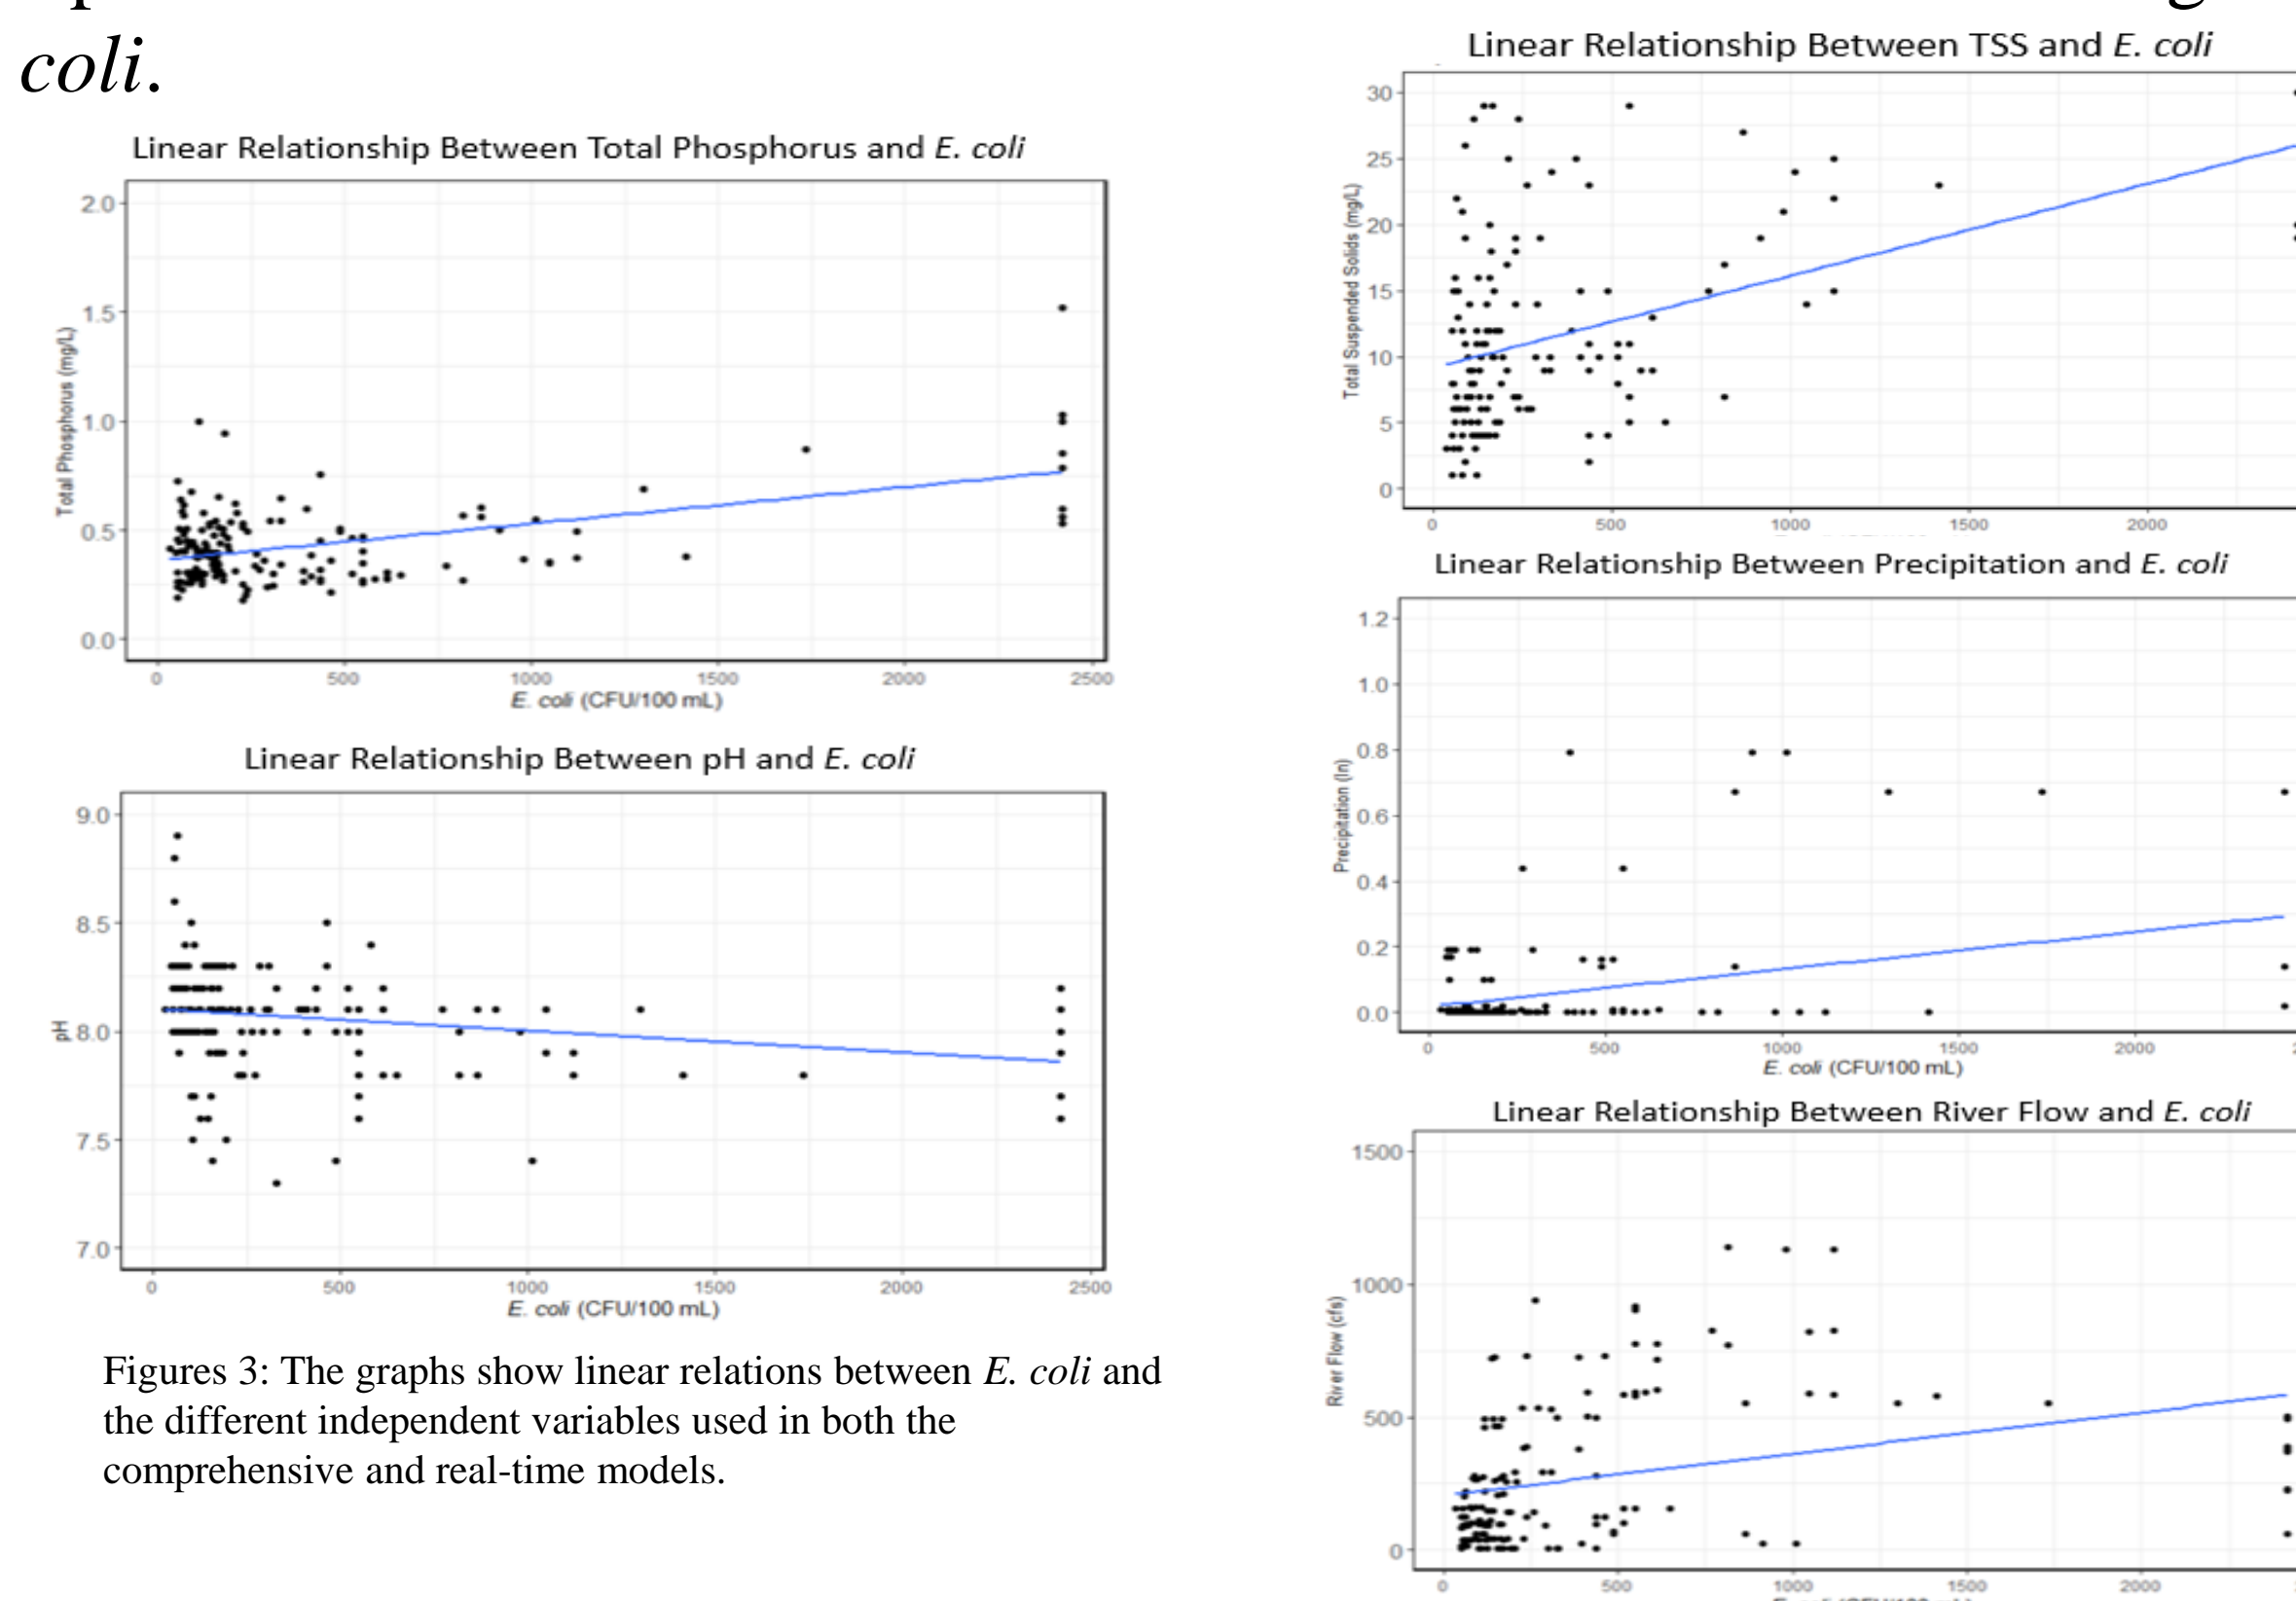 coli.
Linear Relationship Between Total Phosphorus and E. coli
Total Phosphorus (mg/L)
2.0
1.5
1.0
0.5
0.0
0 500 1000 1500 2000 2500
E. coli (CFU/100 mL)
Linear Relationship Between pH and E. coli
pH
9.0
8.5
8.0
7.5
7.0
0 500 1000 1500 2000 2500
E. coli (CFU/100 mL)
Figures 3: The graphs show linear relations between E. coli and
the different independent variables used in both the
comprehensive and real-time models.
Linear Relationship Between TSS and E. coli
Total Suspended Solids (mg/L)
30
25
20
15
10
5
0
0 500 1000 1500 2000
Linear Relationship Between Precipitation and E. coli
Precipitation (In)
1.2
1.0
0.8
0.6
0.4
0.2
0.0
0 500 1000 1500 2000
E. coli (CFU/100 mL)
Linear Relationship Between River Flow and E. coli
River Flow (cfs)
1500
1000
500
0
0 500 1000 1500 2000